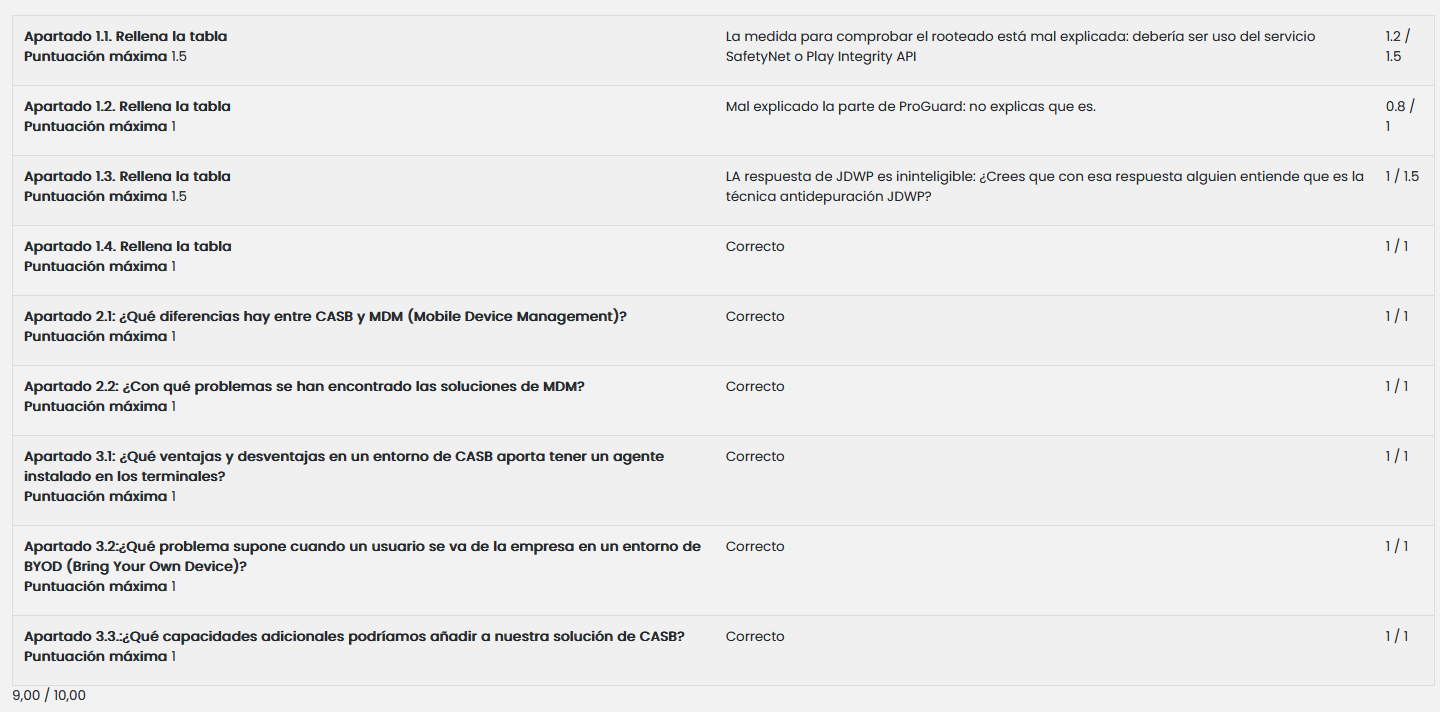 Apartado 1.1. Rellena la tabla
Puntuación máxima 1.5
La medida para comprobar el rooteado está mal explicada: debería ser uso del servicio
SafetyNet o Play Integrity API
1.2 /
1.5
Apartado 1.2. Rellena la tabla
Puntuación máxima 1
Mal explicado la parte de ProGuard: no explicas que es.
0.8 /
1
Apartado 1.3. Rellena la tabla
Puntuación máxima 1.5
LA respuesta de JDWP es ininteligible: ¿Crees que con esa respuesta alguien entiende que es la
técnica antidepuración JDWP?
1 / 1.5
Apartado 1.4. Rellena la tabla
Puntuación máxima 1
Correcto
1 / 1
Apartado 2.1: ¿Qué diferencias hay entre CASB y MDM (Mobile Device Management)?
Puntuación máxima 1
Correcto
1 / 1
Apartado 2.2: ¿Con qué problemas se han encontrado las soluciones de MDM?
Puntuación máxima 1
Correcto
1 / 1
Apartado 3.1: ¿Qué ventajas y desventajas en un entorno de CASB aporta tener un agente
instalado en los terminales?
Puntuación máxima 1
Correcto
1 / 1
Apartado 3.2:¿Qué problema supone cuando un usuario se va de la empresa en un entorno de
BYOD (Bring Your Own Device)?
Puntuación máxima 1
Correcto
1 / 1
Apartado 3.3.:¿Qué capacidades adicionales podríamos añadir a nuestra solución de CASB?
Puntuación máxima 1
Correcto
1 / 1
9,00 / 10,00